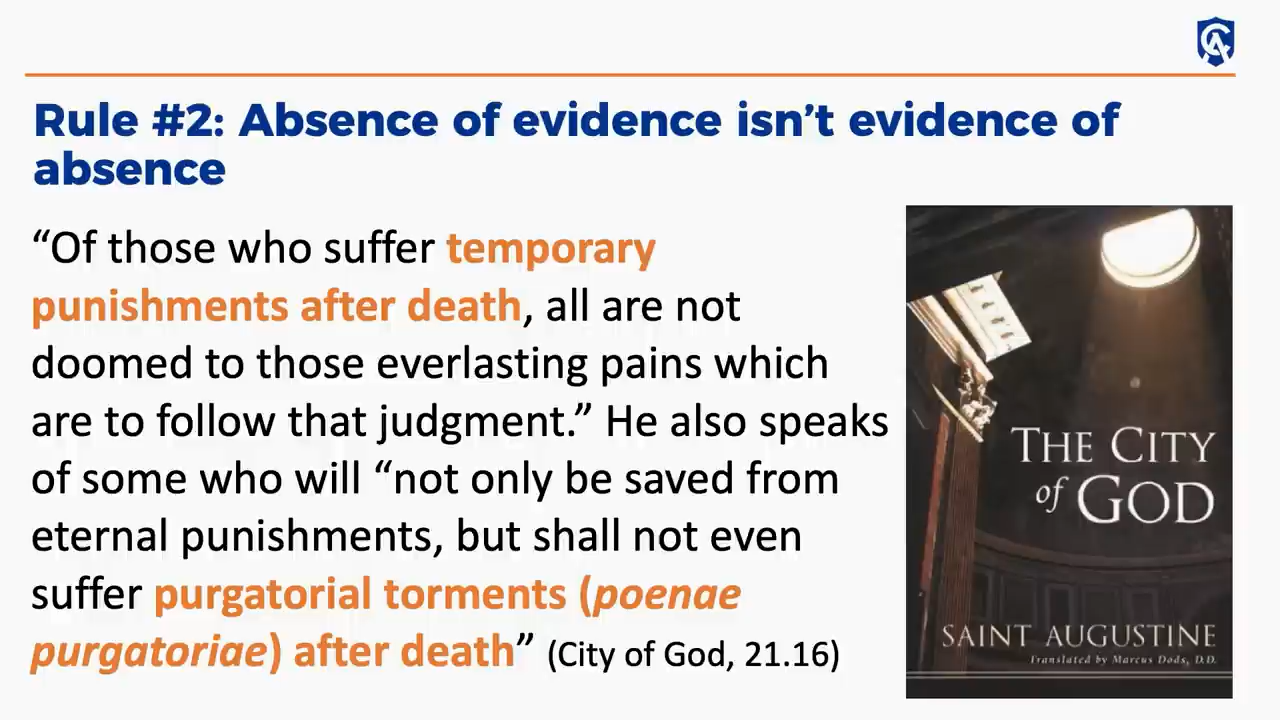 Rule #2: Absence of evidence isn’t evidence of
absence
“Of those who suffer temporary
punishments after death, all are not
doomed to those everlasting pains which
are to follow that judgment.” He also speaks
of some who will “not only be saved from
eternal punishments, but shall not even
suffer purgatorial torments (poenae
purgatoriae) after death” (City of God, 21.16)
THE CITY
of GOD
SAINT AUGUSTINE
Translated by Marcus Dods, D.D.